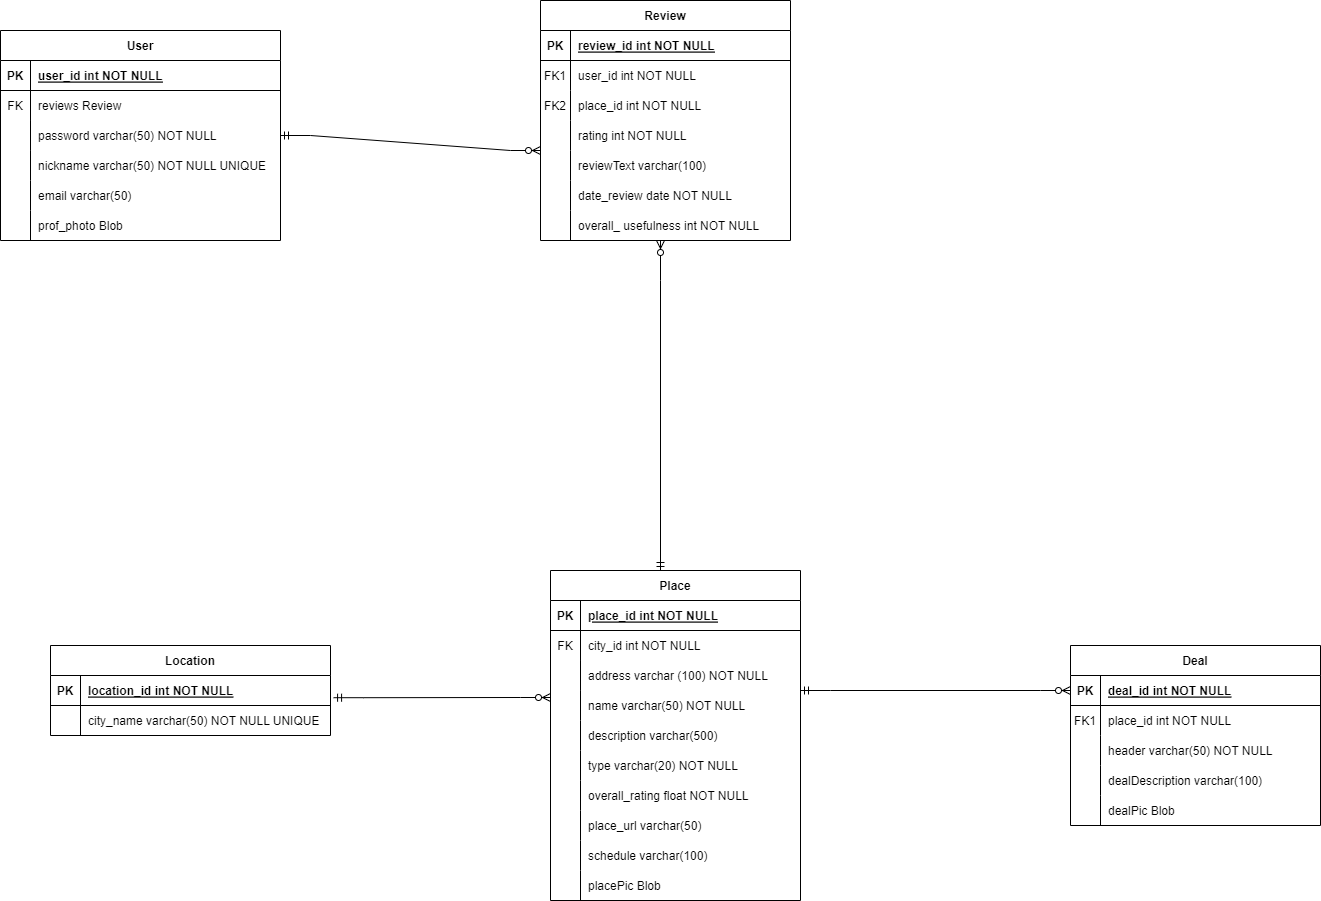 Review
PK review_id int NOT NULL
FK1 user_id int NOT NULL
FK2 place_id int NOT NULL
rating int NOT NULL
reviewText varchar(100)
date_review date NOT NULL
overall_ usefulness int NOT NULL
User
PK user_id int NOT NULL
FK reviews Review
password varchar(50) NOT NULL
nickname varchar(50) NOT NULL UNIQUE
email varchar(50)
prof_photo Blob
Place
PK place_id int NOT NULL
FK city_id int NOT NULL
address varchar (100) NOT NULL
name varchar(50) NOT NULL
description varchar(500)
type varchar(20) NOT NULL
overall_rating float NOT NULL
place_url varchar(50)
schedule varchar(100)
placePic Blob
Location
PK location_id int NOT NULL
city_name varchar(50) NOT NULL UNIQUE
Deal
PK deal_id int NOT NULL
FK1 place_id int NOT NULL
header varchar(50) NOT NULL
dealDescription varchar(100)
dealPic Blob